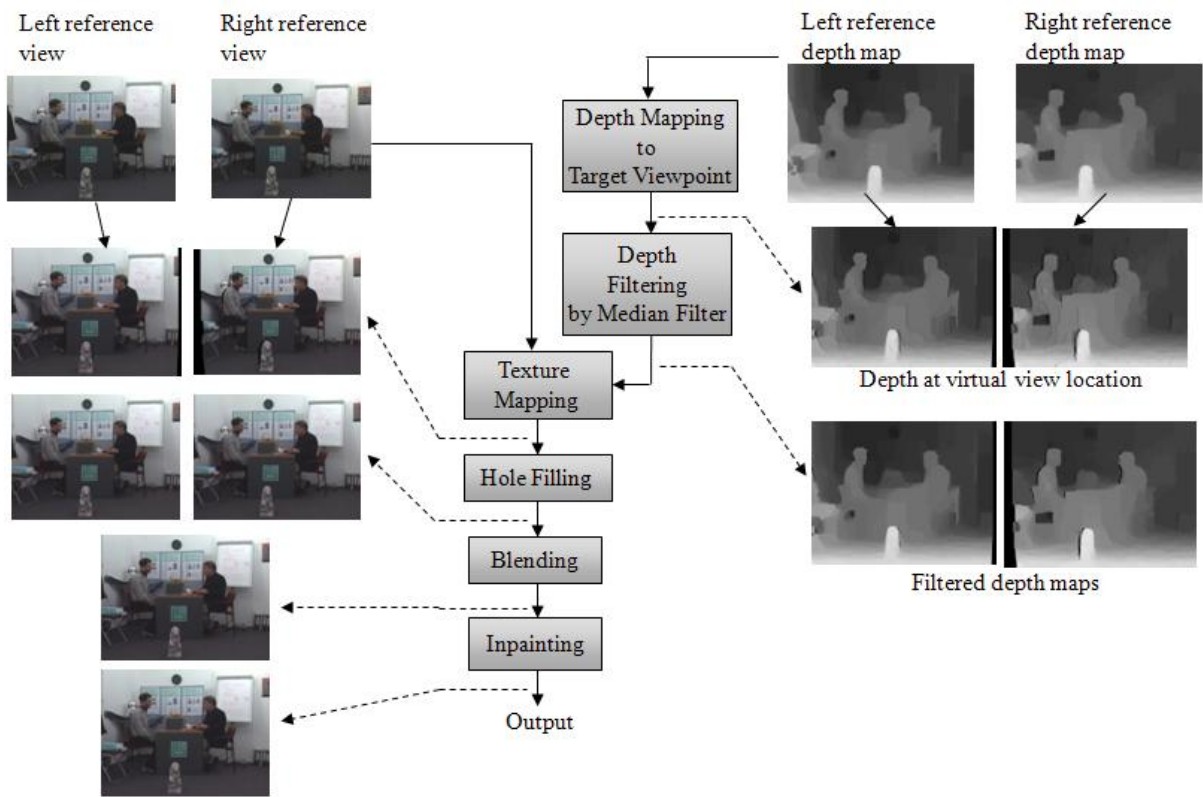 Left reference
view
Right reference
view
Left reference
depth map
Right reference
depth map
Depth Mapping
to
Target Viewpoint
Depth
Filtering
by Median Filter
Texture
Mapping
Depth at virtual view location
Hole Filling
Blending
Filtered depth maps
Inpainting
Output